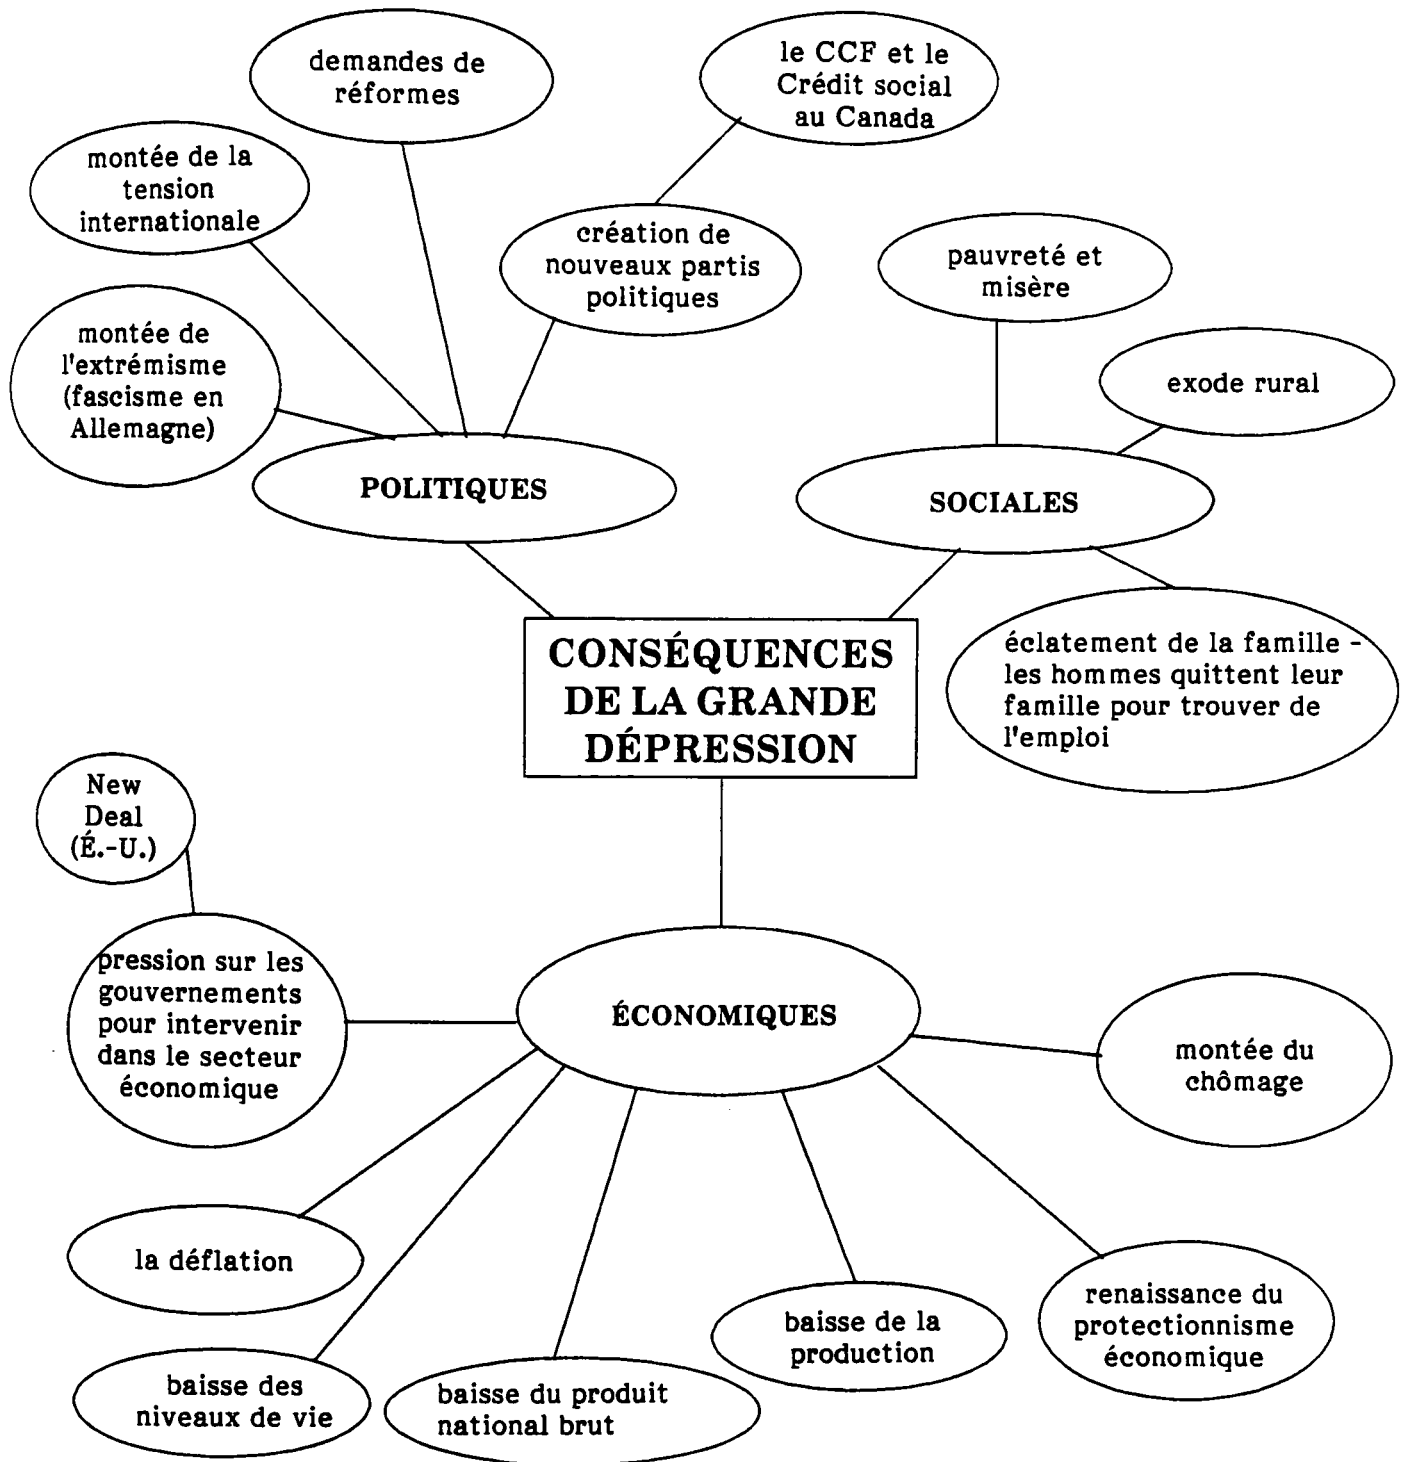 demandes de
réformes
le CCF et le
Crédit social
au Canada
montée de la
tension
internationale
création de
nouveaux partis
politiques
pauvreté et
misère
montée de
l'extrémisme
(fascisme en
Allemagne)
exode rural
POLITIQUES
SOCIALES
CONSÉQUENCES
DE LA GRANDE
DÉPRESSION
éclatement de la famille -
les hommes quittent leur
famille pour trouver de
l'emploi
New
Deal
(É.-U.)
pression sur les
gouvernements
pour intervenir
dans le secteur
économique
ÉCONOMIQUES
montée du
chômage
la déflation
baisse des
niveaux de vie
baisse du produit
national brut
baisse de la
production
renaissance du
protectionnisme
économique